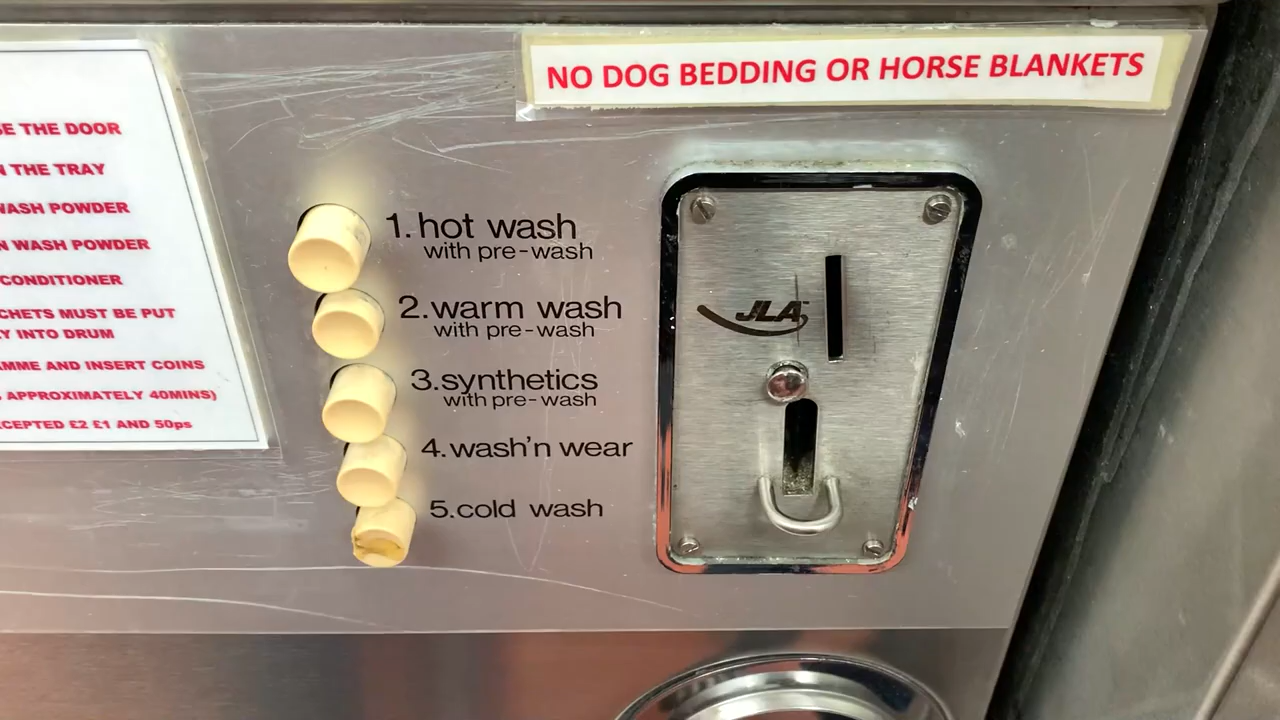 NO DOG BEDDING OR HORSE BLANKETS
THE DOOR
THE TRAY
WASH POWDER
WASH POWDER
CONDITIONER
MUST BE PUT
INTO DRUM
AND INSERT COINS
APPROXIMATELY 40MINS)
£2 £1 AND 50ps
1. hot wash
with pre-wash
2. warm wash
with pre-wash
3. synthetics
with pre-wash
4. wash'n wear
5. cold wash
JLA